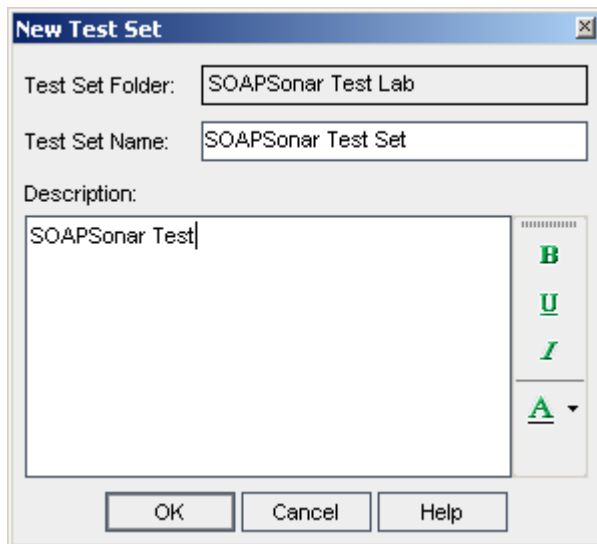 New Test Set
Test Set Folder: SOAPSonar Test Lab
Test Set Name: SOAPSonar Test Set
Description:
SOAPSonar Test
B
U
I
A
OK Cancel Help